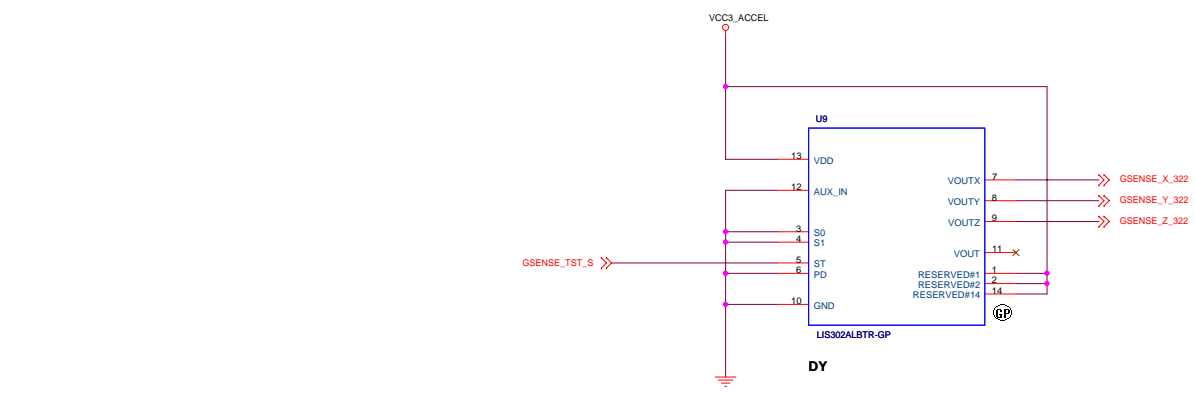 VCC3_ACCEL
U9
13 VDD
12 AUX_IN
3 S0
4 S1
GSENSE_TST_S
5 ST
6 PD
10 GND
VOUTX 7 GSENSE_X_322
VOUTY 8 GSENSE_Y_322
VOUTZ 9 GSENSE_Z_322
VOUT 11
RESERVED#1 1
RESERVED#2 2
RESERVED#14 14
GP
LIS302ALBTR-GP
DY